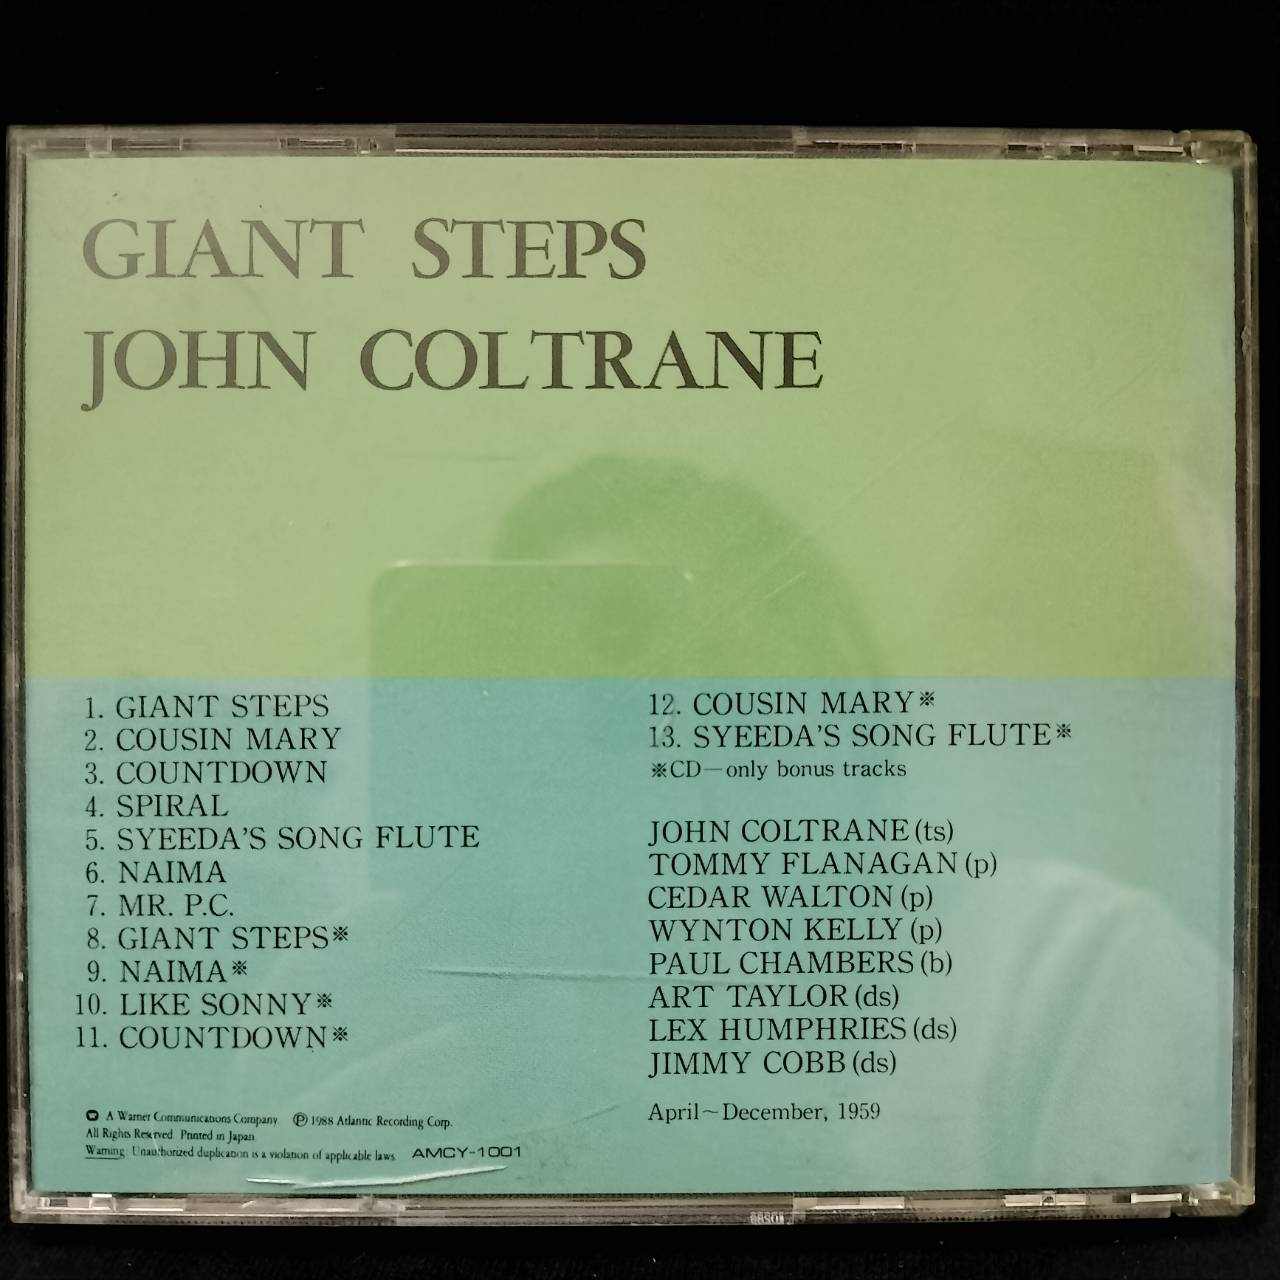 GIANT STEPS
JOHN COLTRANE
1. GIANT STEPS
2. COUSIN MARY
3. COUNTDOWN
4. SPIRAL
5. SYEEDA'S SONG FLUTE
6. NAIMA
7. MR. P.C.
8. GIANT STEPS※
9. NAIMA※
10. LIKE SONNY※
11. COUNTDOWN※
12. COUSIN MARY※
13. SYEEDA'S SONG FLUTE※
※CD—only bonus tracks
JOHN COLTRANE (ts)
TOMMY FLANAGAN (p)
CEDAR WALTON (p)
WYNTON KELLY (p)
PAUL CHAMBERS (b)
ART TAYLOR (ds)
LEX HUMPHRIES (ds)
JIMMY COBB (ds)
April~December, 1959
A Warner Communications Company ℗ 1988 Atlantic Recording Corp.
All Rights Reserved Printed in Japan
Warning: Unauthorized duplication is a violation of applicable laws. AMCY-1001